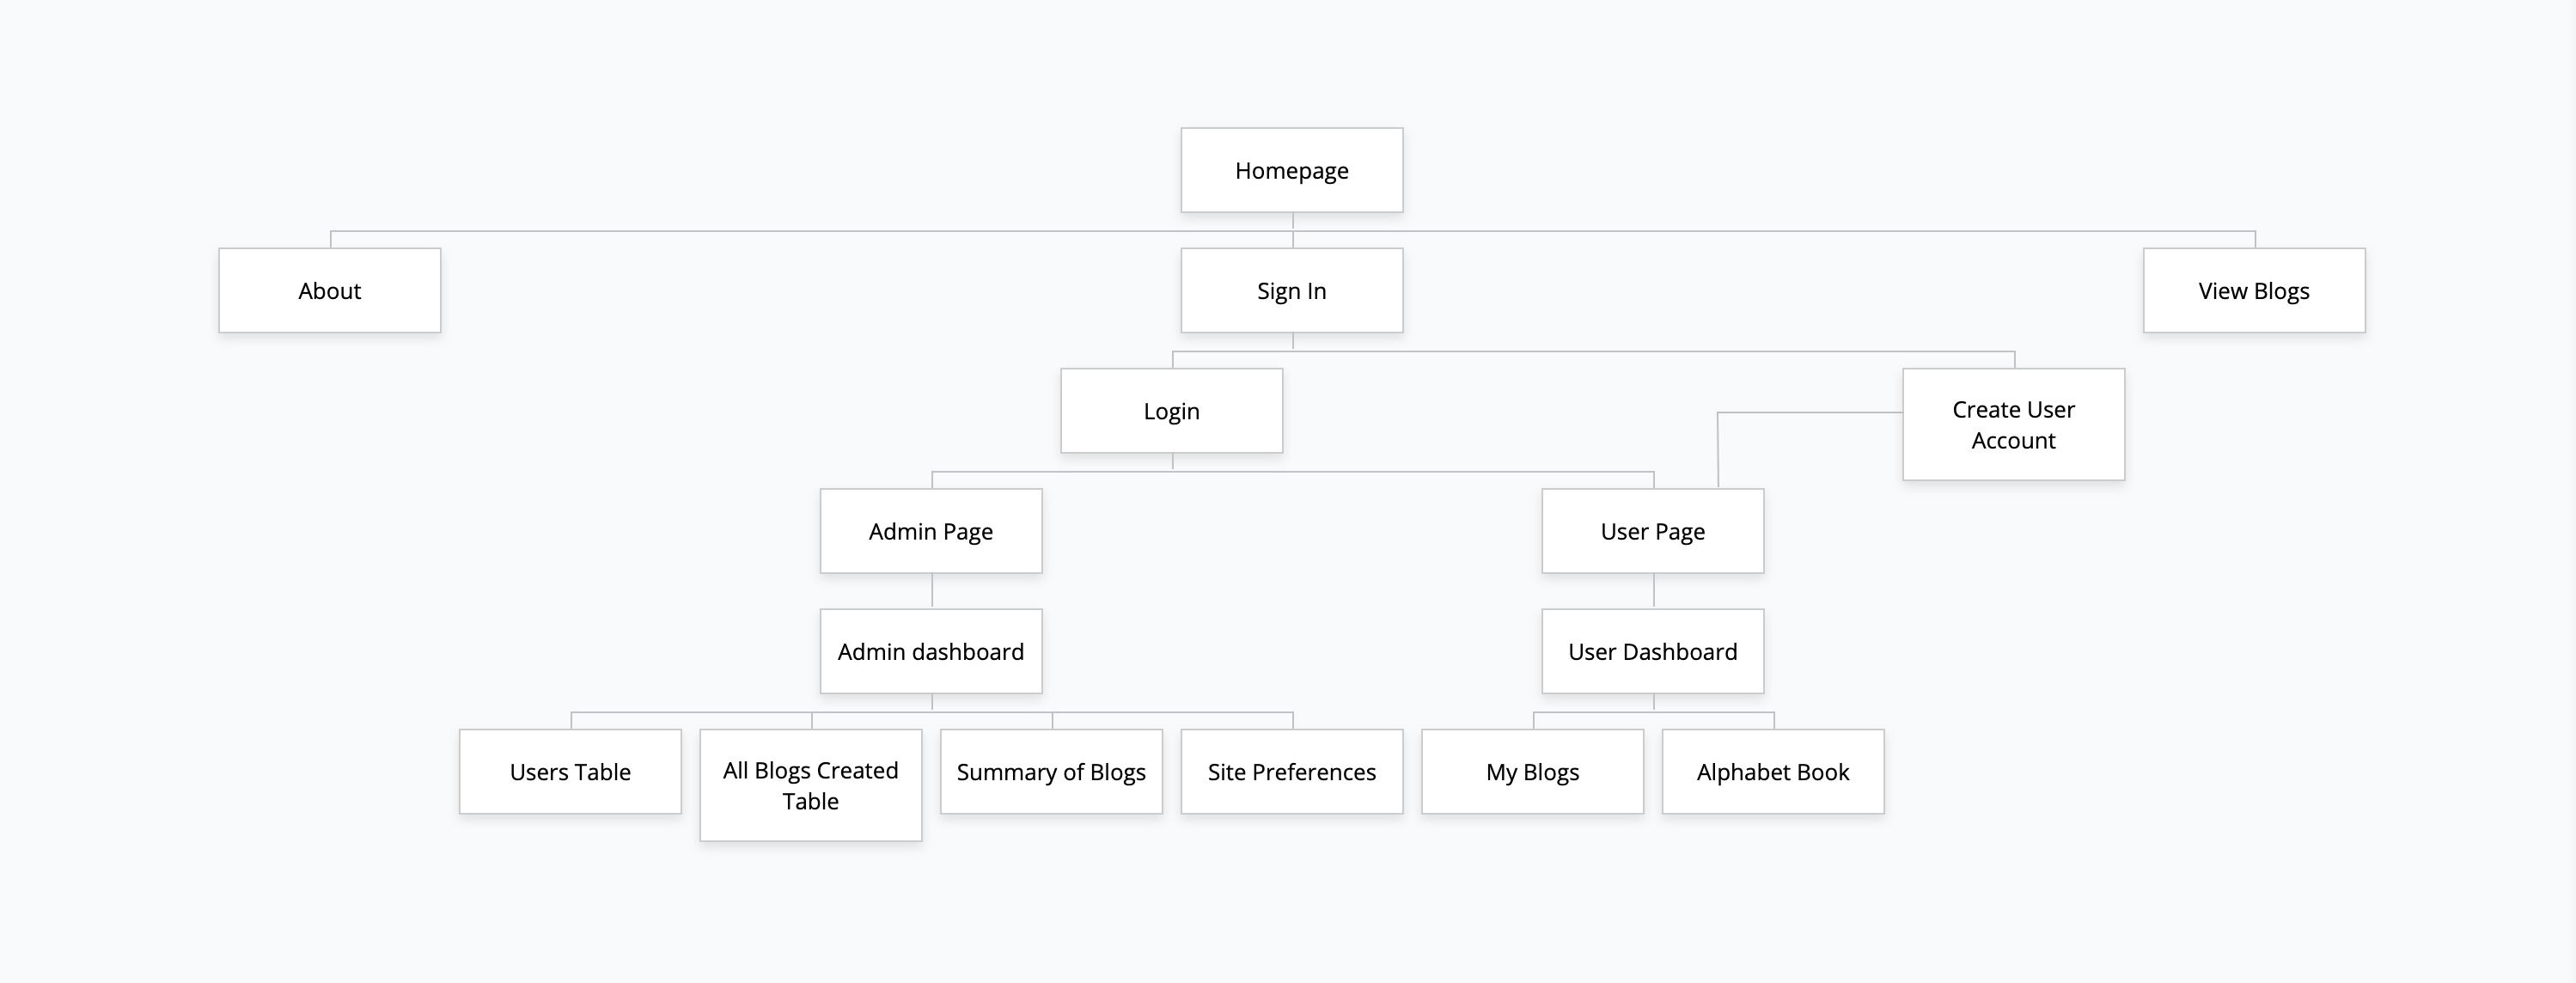 Homepage
About
Sign In
View Blogs
Login
Create User
Account
Admin Page
User Page
Admin dashboard
User Dashboard
Users Table
All Blogs Created
Table
Summary of Blogs
Site Preferences
My Blogs
Alphabet Book